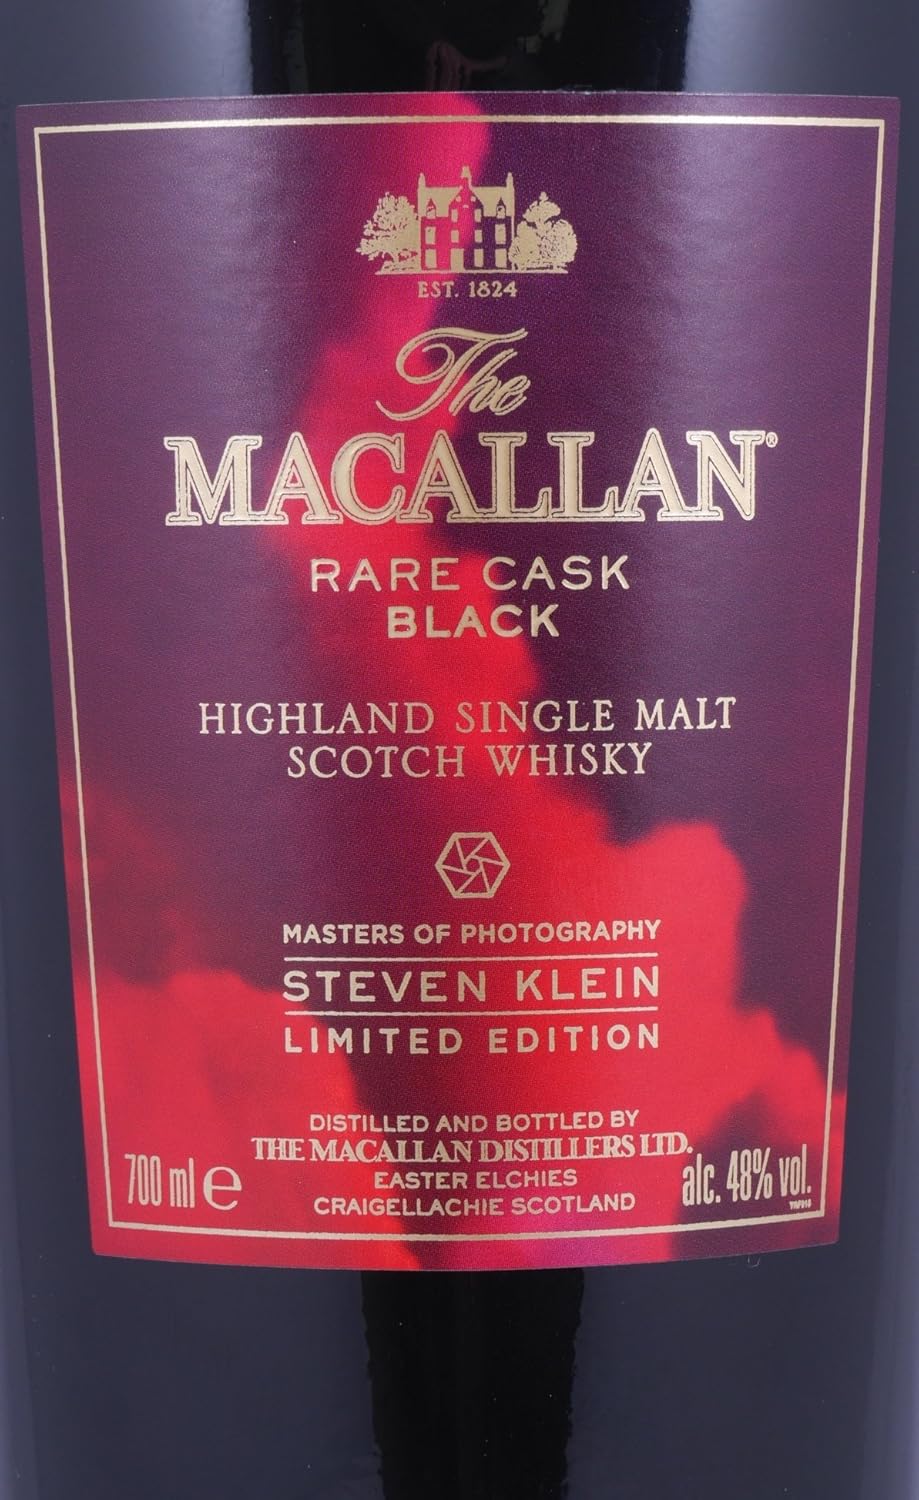 EST. 1824
The
MACALLAN®
RARE CASK
BLACK
HIGHLAND SINGLE MALT
SCOTCH WHISKY
MASTERS OF PHOTOGRAPHY
STEVEN KLEIN
LIMITED EDITION
DISTILLED AND BOTTLED BY
THE MACALLAN DISTILLERS LTD.
EASTER ELCHIES
CRAIGELLACHIE SCOTLAND
700 ml e
alc. 48% vol.